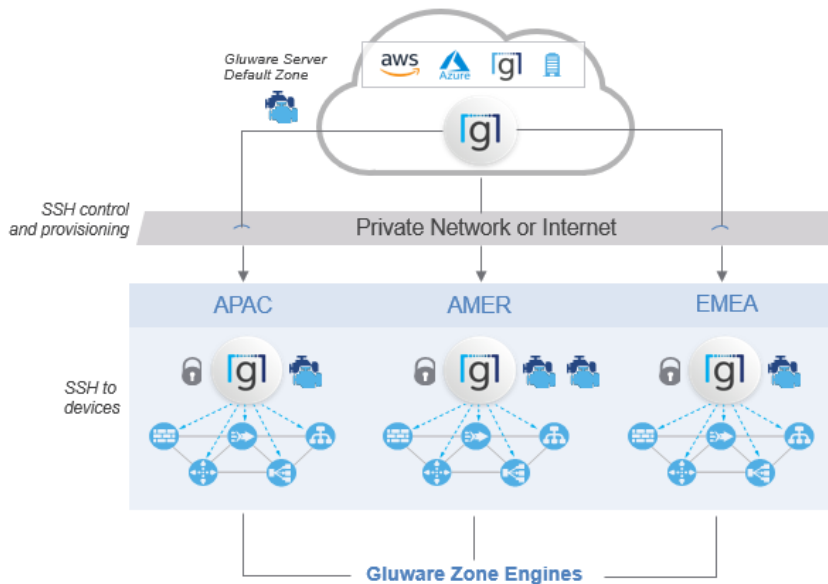 Gluware Server
Default Zone
aws
Azure
[g]
[g]
SSH control
and provisioning
Private Network or Internet
APAC
AMER
EMEA
[g]
[g]
[g]
SSH to
devices
Gluware Zone Engines